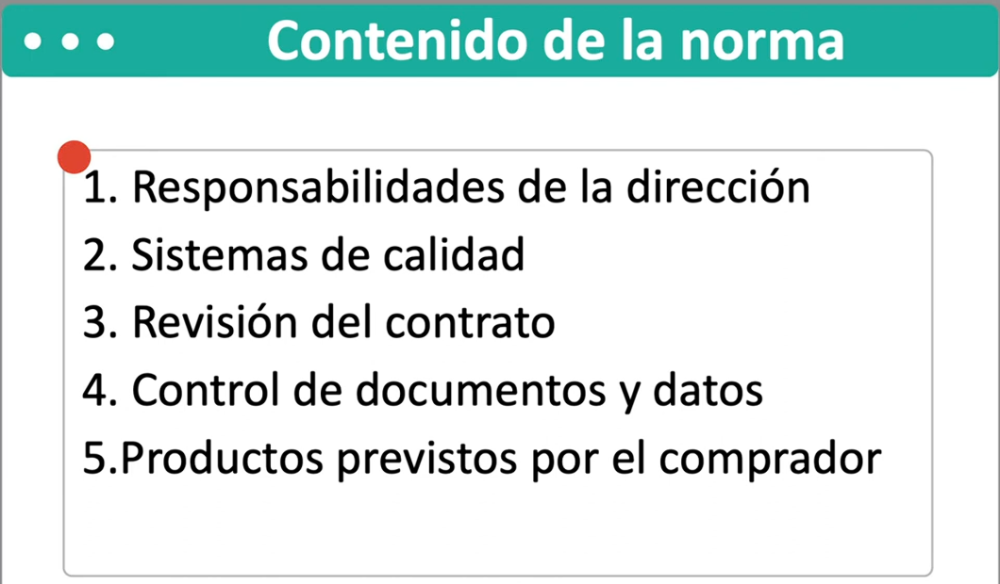 Contenido de la norma
1. Responsabilidades de la dirección
2. Sistemas de calidad
3. Revisión del contrato
4. Control de documentos y datos
5.Productos previstos por el comprador